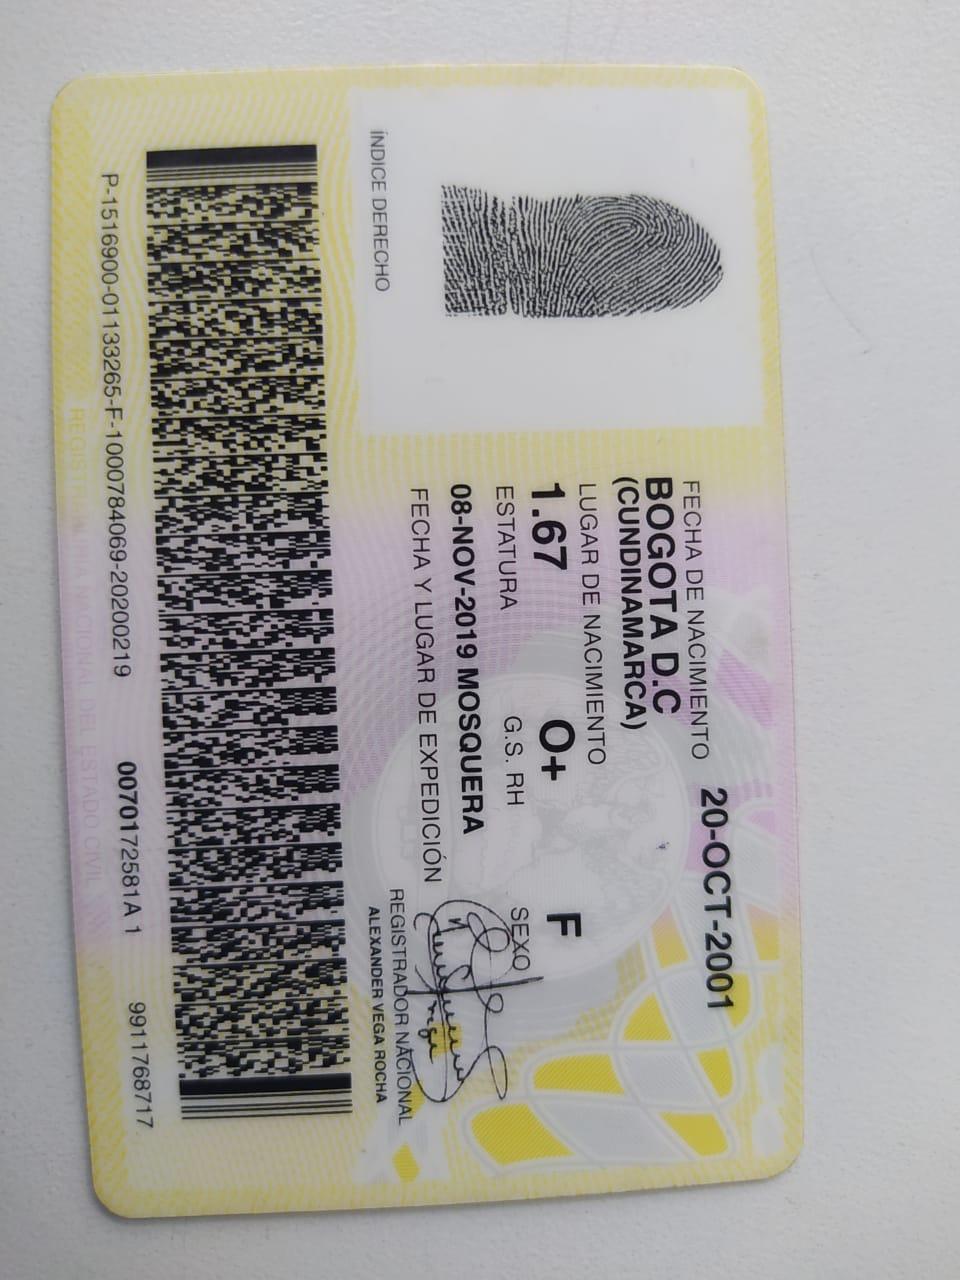 FECHA DE NACIMIENTO 20-OCT-2001
BOGOTA D.C
(CUNDINAMARCA)
LUGAR DE NACIMIENTO
1.67 O+ F
ESTATURA G.S. RH SEXO
08-NOV-2019 MOSQUERA
FECHA Y LUGAR DE EXPEDICIÓN
REGISTRADOR NACIONAL
ALEXANDER VEGA ROCHA
ÍNDICE DERECHO
P-1516900-01133265-F-1000784069-20200219 0070172581A 1 9911768717
REGISTRADURIA NACIONAL DEL ESTADO CIVIL